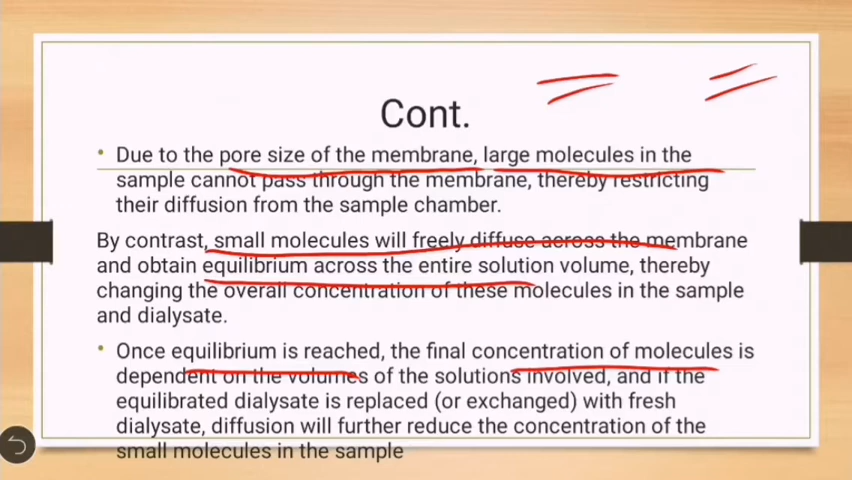 Cont.
• Due to the pore size of the membrane, large molecules in the
sample cannot pass through the membrane, thereby restricting
their diffusion from the sample chamber.
By contrast, small molecules will freely diffuse across the membrane
and obtain equilibrium across the entire solution volume, thereby
changing the overall concentration of these molecules in the sample
and dialysate.
• Once equilibrium is reached, the final concentration of molecules is
dependent on the volumes of the solutions involved, and if the
equilibrated dialysate is replaced (or exchanged) with fresh
dialysate, diffusion will further reduce the concentration of the
small molecules in the sample